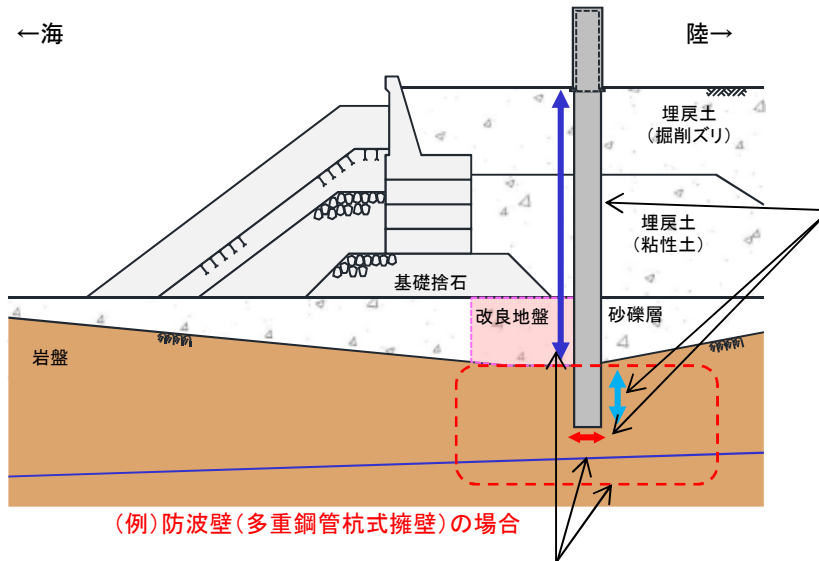 ←海
陸→
埋戻土
(掘削ズリ)
埋戻土
(粘性土)
基礎捨石
改良地盤
砂礫層
岩盤
(例)防波壁(多重鋼管杭式擁壁)の場合